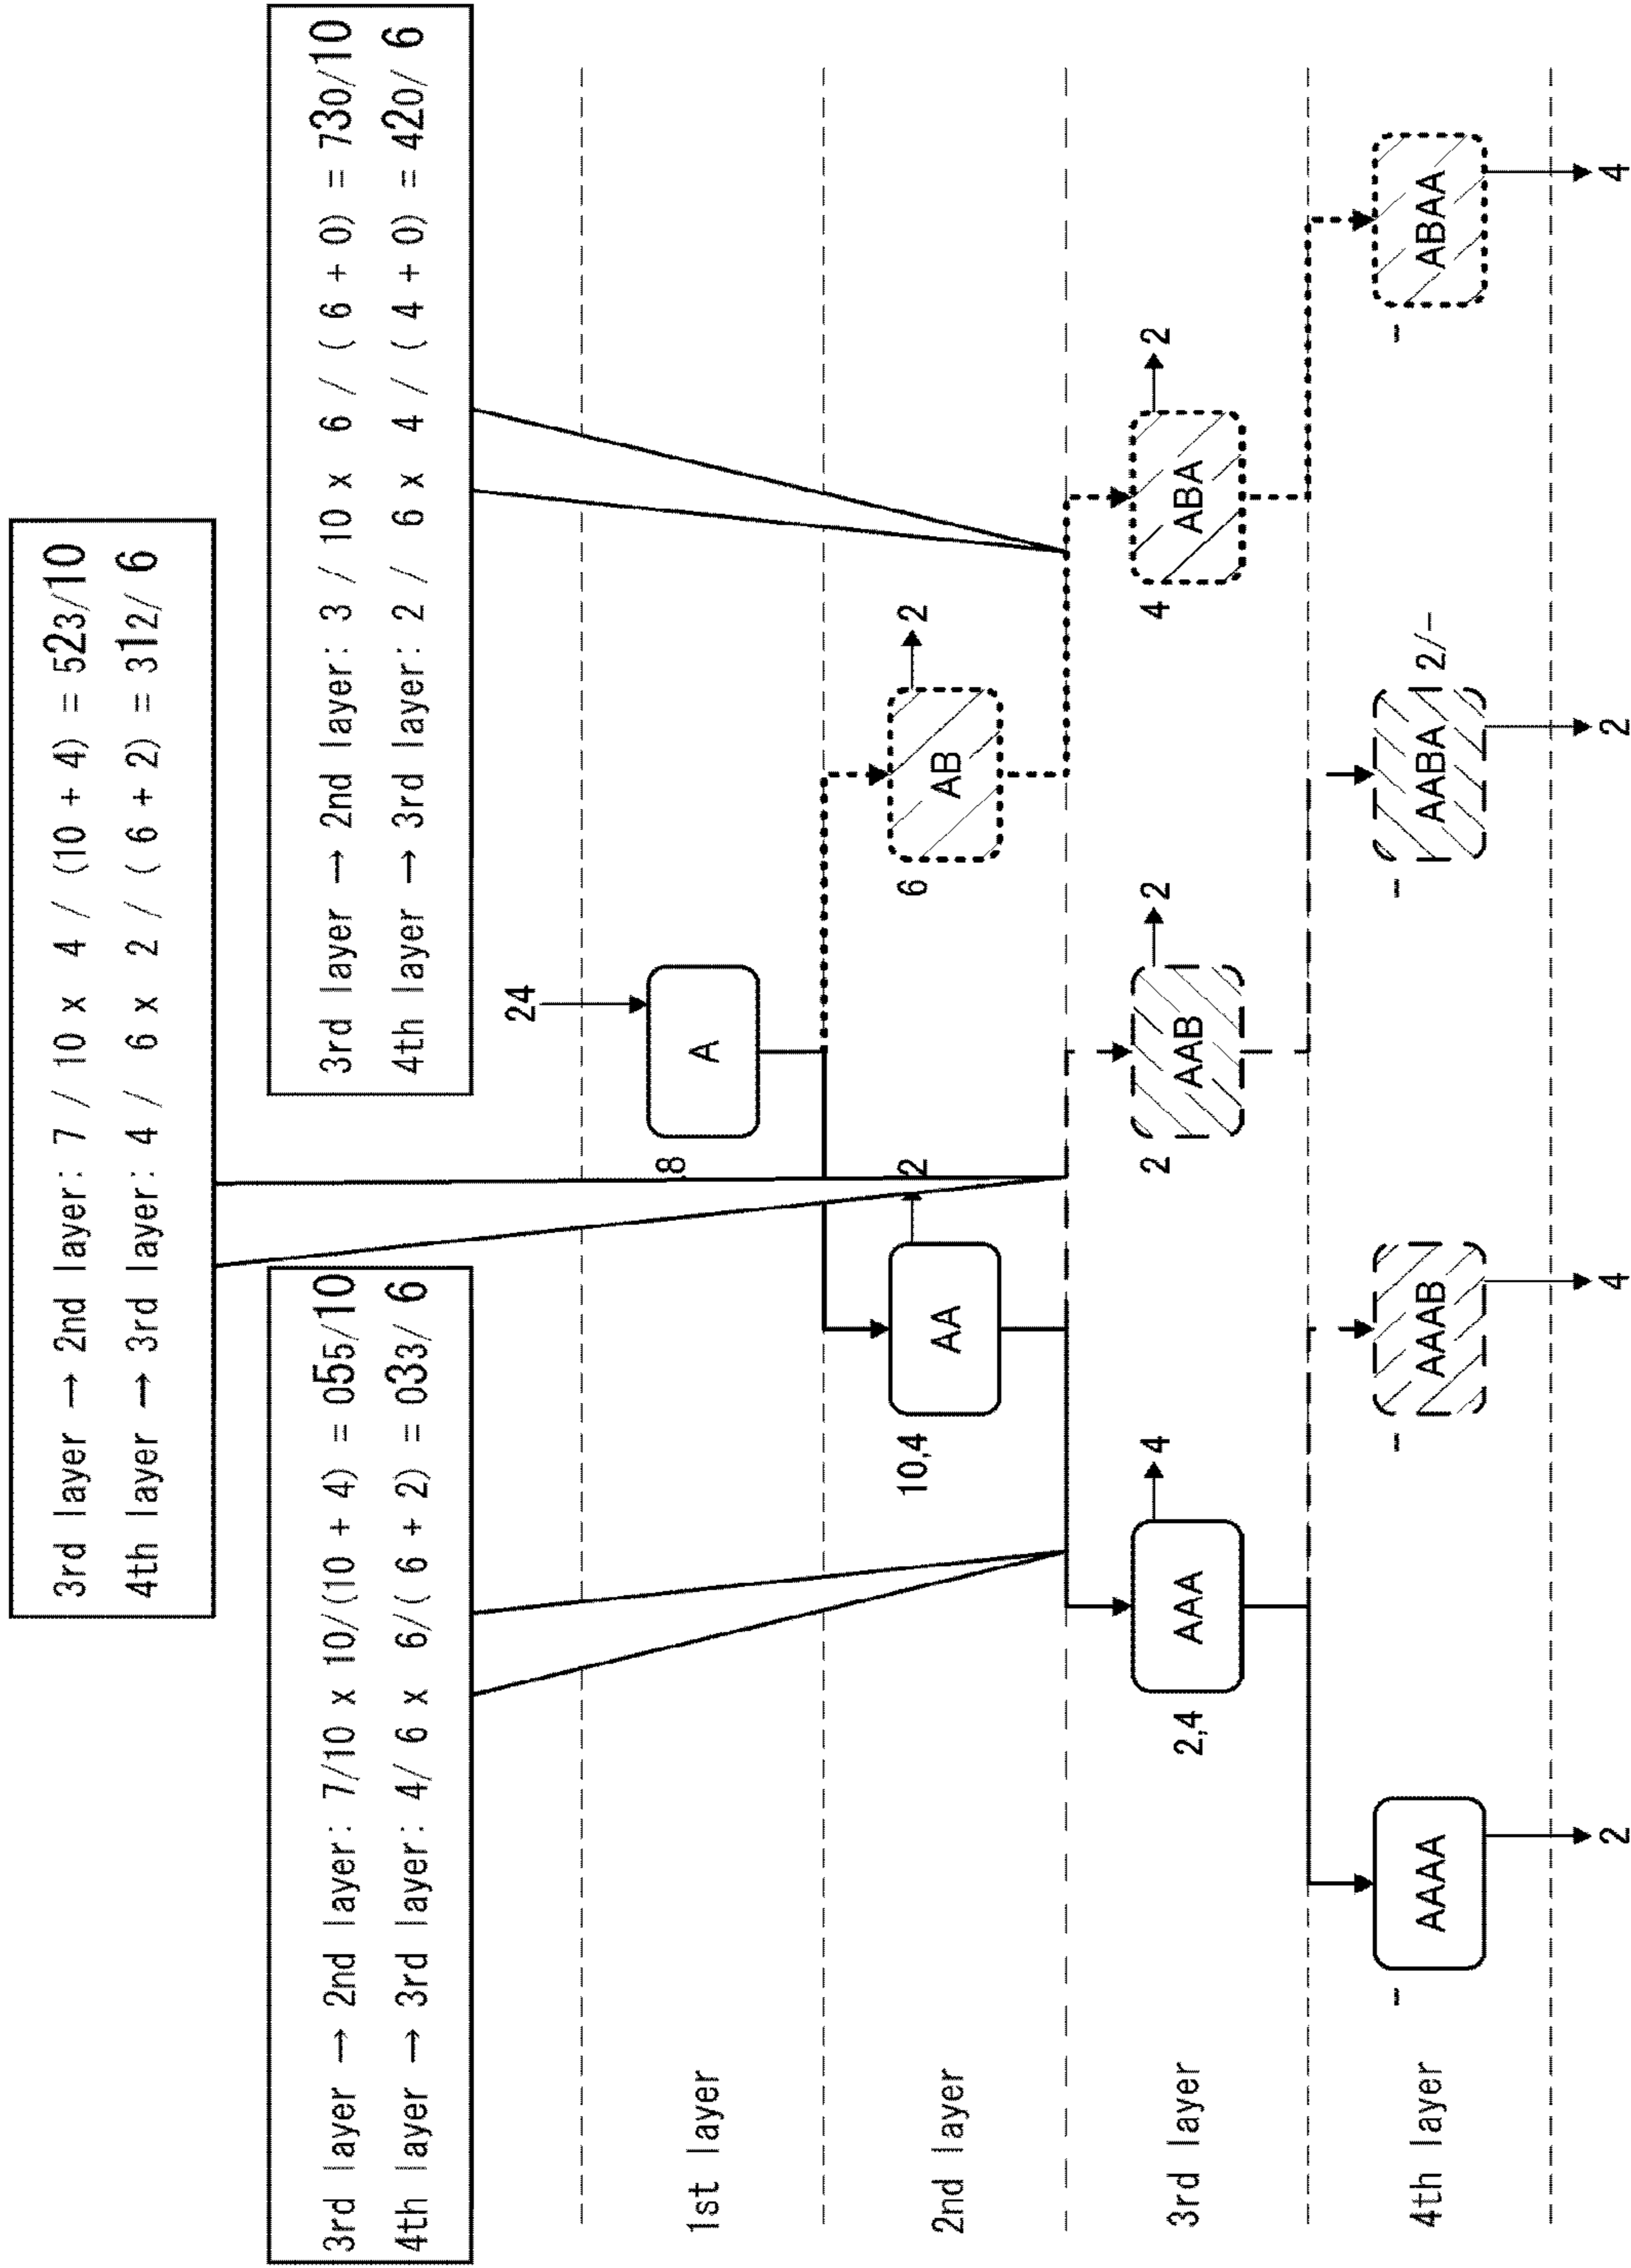 3rd layer → 2nd layer: 7 / 10 x 4 / (10 + 4) = 523/10
4th layer → 3rd layer: 4 / 6 x 2 / ( 6 + 2) = 312/ 6
3rd layer → 2nd layer: 7/10 x 10/(10 + 4) = 055/10
4th layer → 3rd layer: 4/ 6 x 6/( 6 + 2) = 033/ 6
3rd layer → 2nd layer: 3 / 10 x 6 / ( 6 + 0) = 730/10
4th layer → 3rd layer: 2 / 6 x 4 / ( 4 + 0) = 420/ 6
24
1st layer
8
A
2nd layer
10,4
AA
2
6
AB
2
3rd layer
2,4
AAA
4
2
AAB
2
4
ABA
2
4th layer
-
AAAA
-
AAAB
-
AABA
2/-
-
ABAA
2
4
2
4